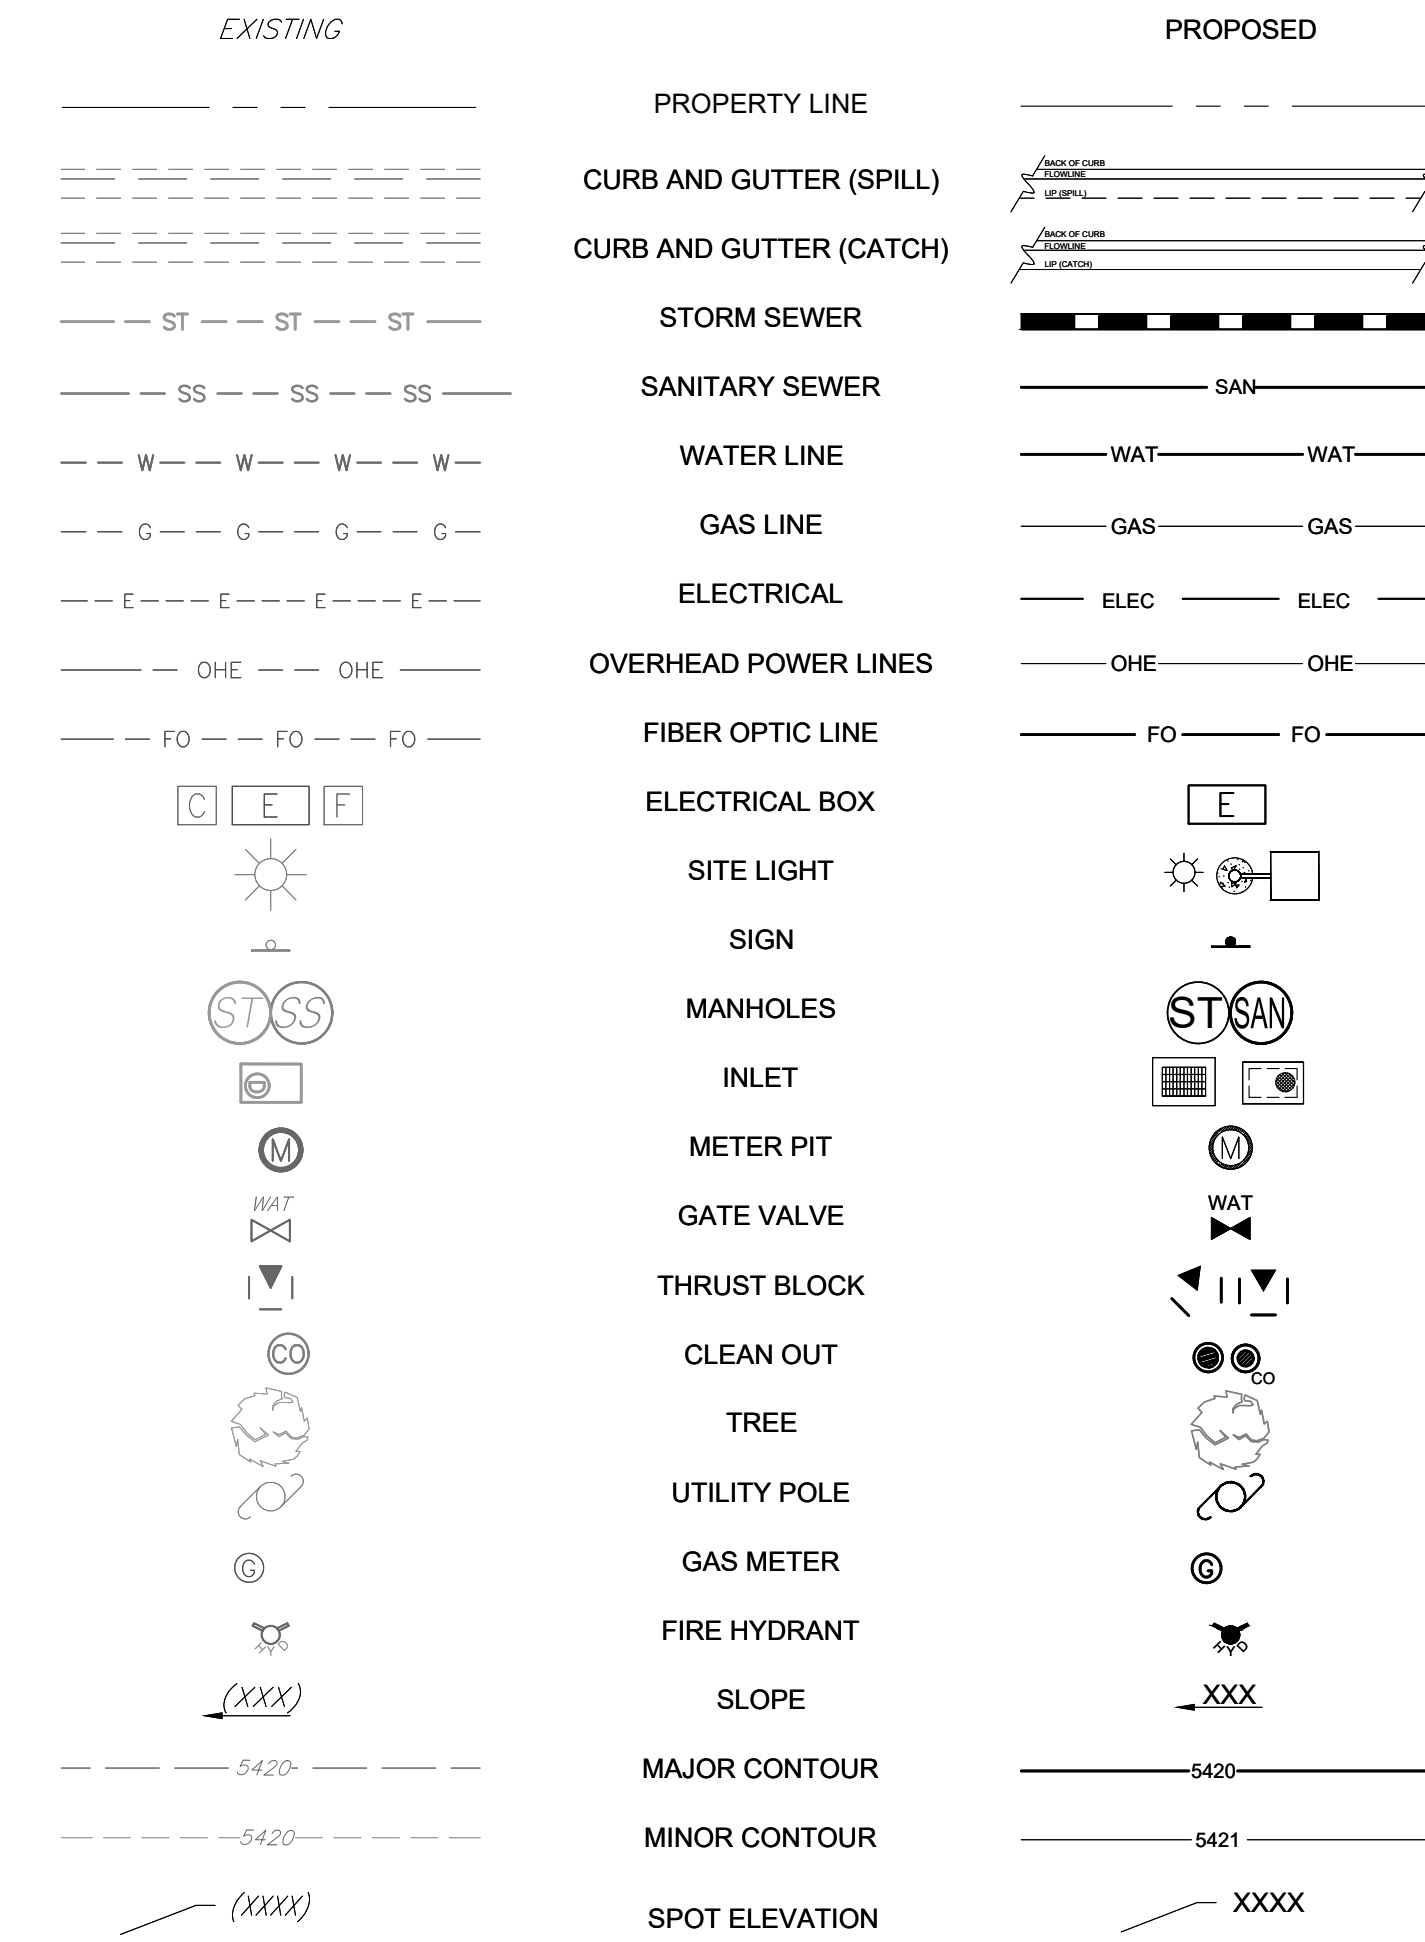 EXISTING PROPOSED
PROPERTY LINE
BACK OF CURB
CURB AND GUTTER (SPILL) FLOWLINE
LIP (SPILL)
BACK OF CURB
CURB AND GUTTER (CATCH) FLOWLINE
LIP (CATCH)
ST ST ST STORM SEWER
SS SS SS SANITARY SEWER SAN
W W W W WATER LINE WAT WAT
G G G G GAS LINE GAS GAS
E E E E ELECTRICAL ELEC ELEC
OHE OHE OVERHEAD POWER LINES OHE OHE
FO FO FO FIBER OPTIC LINE FO FO
C E F ELECTRICAL BOX E
SITE LIGHT
SIGN
ST SS MANHOLES ST SAN
INLET
M METER PIT M
WAT GATE VALVE WAT
THRUST BLOCK
CO CLEAN OUT CO
TREE
UTILITY POLE
G GAS METER G
HYD FIRE HYDRANT HYD
(XXX) SLOPE XXX
5420 MAJOR CONTOUR 5420
5420 MINOR CONTOUR 5421
(XXXX) SPOT ELEVATION XXXX